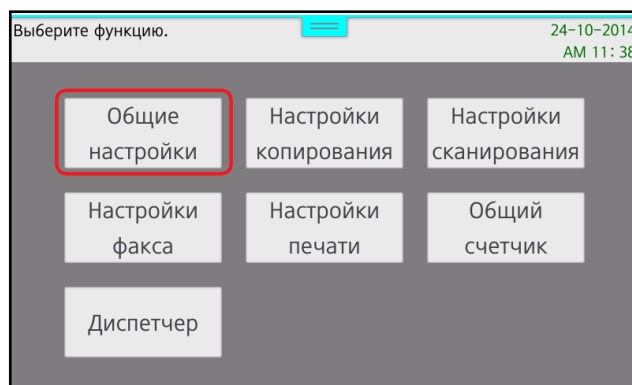 Выберите функцию.
24-10-2014
AM 11:38
Общие
настройки
Настройки
копирования
Настройки
сканирования
Настройки
факса
Настройки
печати
Общий
счетчик
Диспетчер